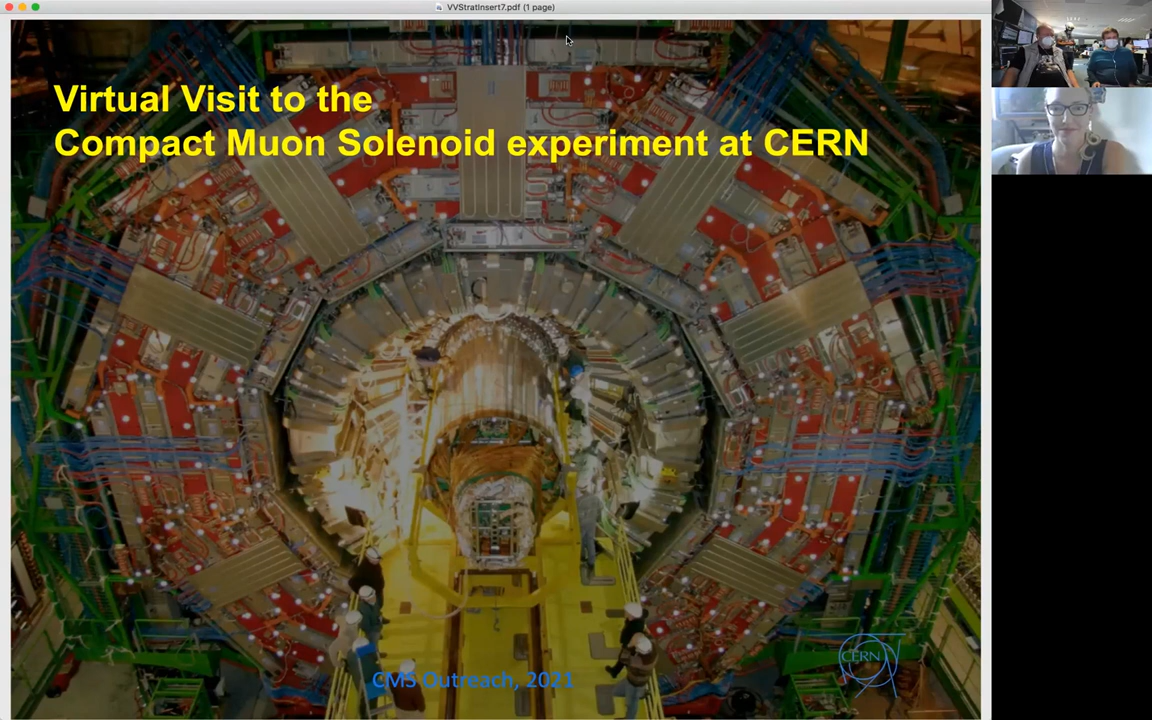 VVStratInsert7.pdf (1 page)
Virtual Visit to the
Compact Muon Solenoid experiment at CERN
CMS Outreach, 2021
CERN